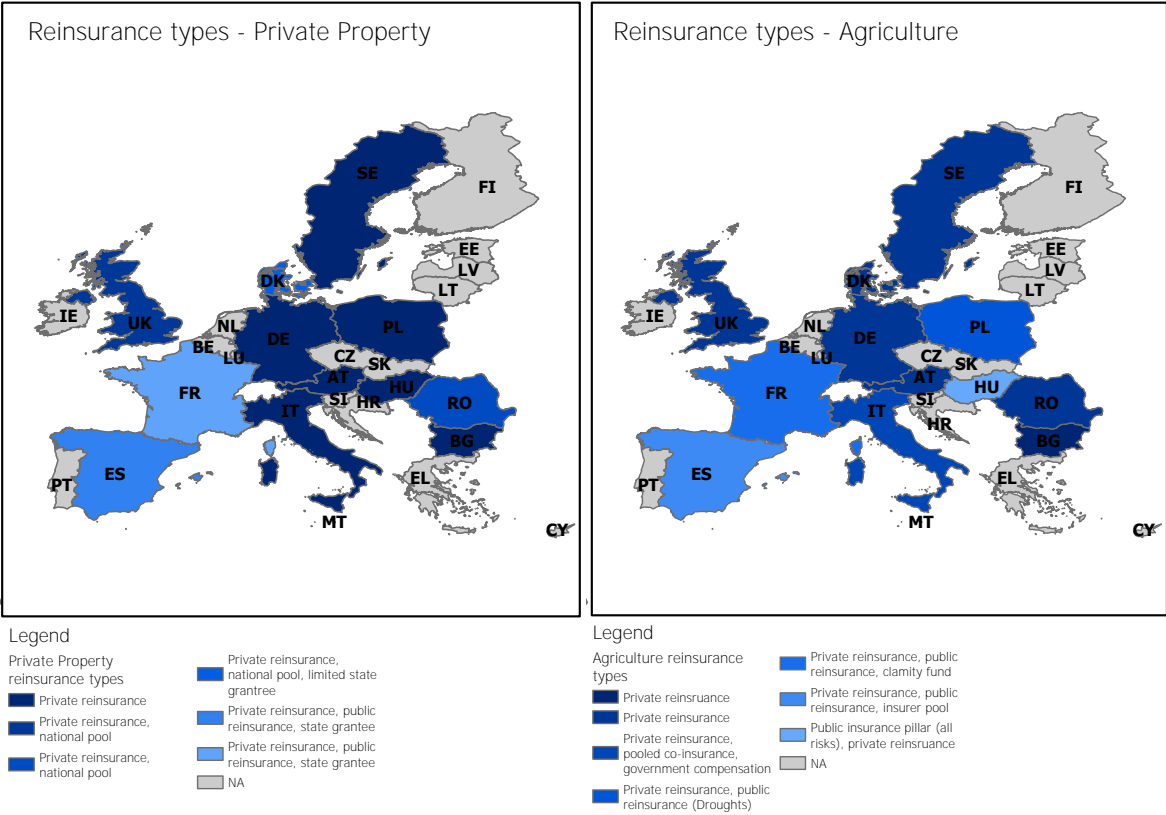 Reinsurance types - Private Property
SE
FI
EE
LV
LT
DK
IE
UK
NL
BE
LU
DE
PL
CZ
SK
AT
HU
FR
SI
HR
IT
RO
BG
ES
PT
EL
MT
CY
Legend
Private Property
reinsurance types
Private reinsurance
Private reinsurance,
national pool
Private reinsurance,
national pool
Private reinsurance,
national pool, limited state
grantree
Private reinsurance, public
reinsurance, state grantee
Private reinsurance, public
reinsurance, state grantee
NA
Reinsurance types - Agriculture
SE
FI
EE
LV
LT
DK
IE
UK
NL
BE
LU
DE
PL
CZ
SK
AT
HU
FR
SI
HR
IT
RO
BG
ES
PT
EL
MT
CY
Legend
Agriculture reinsurance
types
Private reinsruance
Private reinsurance
Private reinsurance,
pooled co-insurance,
government compensation
Private reinsurance, public
reinsurance (Droughts)
Private reinsurance, public
reinsurance, clamity fund
Private reinsurance, public
reinsurance, insurer pool
Public insurance pillar (all
risks), private reinsruance
NA